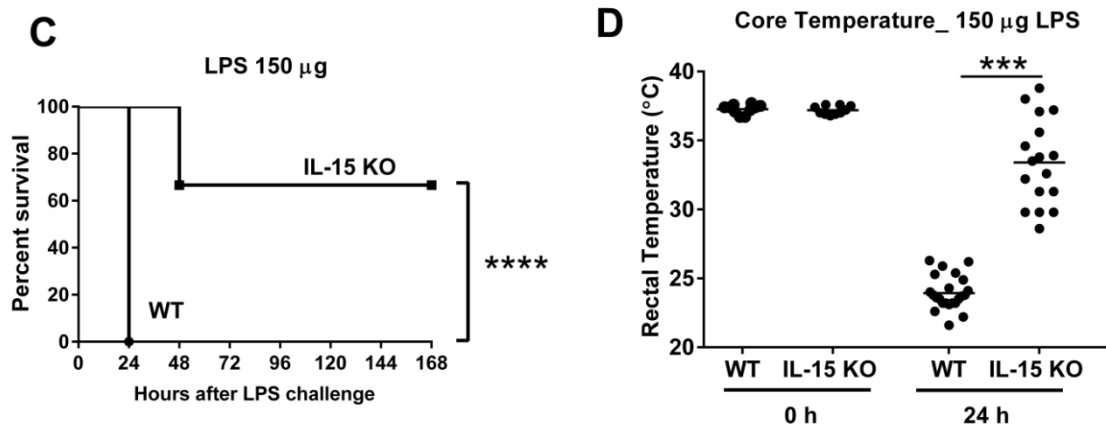 C
LPS 150 μg
Percent survival
100
80
60
40
20
0
IL-15 KO
WT
****
0 24 48 72 96 120 144 168
Hours after LPS challenge
D
Core Temperature_ 150 μg LPS
Rectal Temperature (°C)
40
35
30
25
20
***
WT IL-15 KO WT IL-15 KO
0 h 24 h